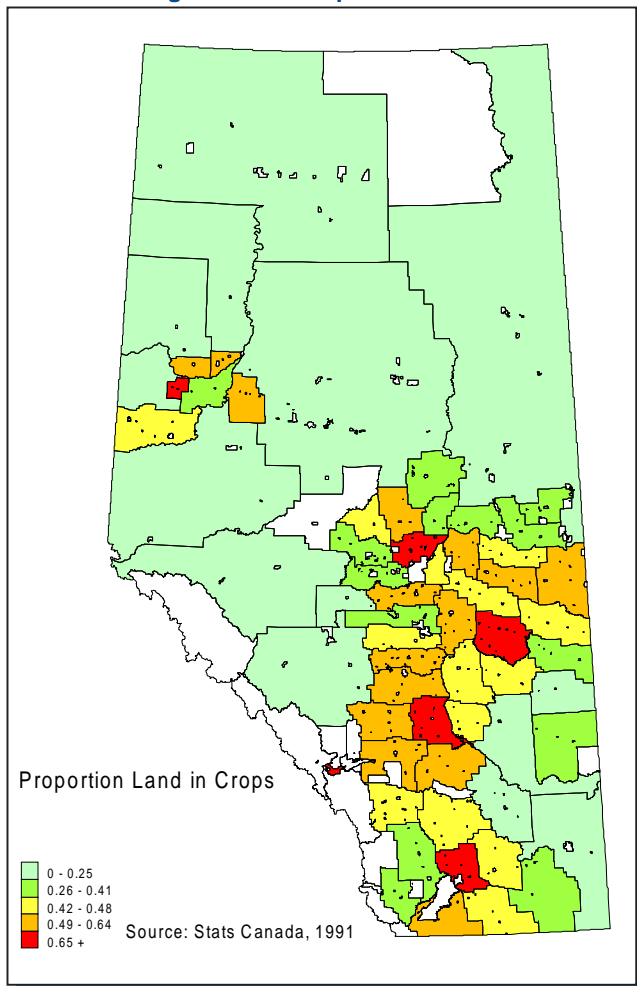 Proportion Land in Crops
0 - 0.25
0.26 - 0.41
0.42 - 0.48
0.49 - 0.64
0.65 +
Source: Stats Canada, 1991